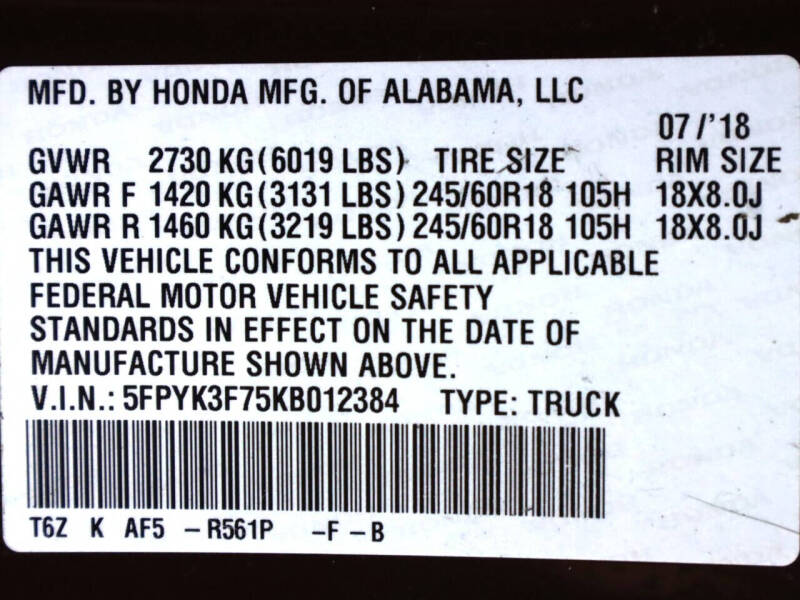 MFD. BY HONDA MFG. OF ALABAMA, LLC
07/'18
GVWR 2730 KG(6019 LBS) TIRE SIZE RIM SIZE
GAWR F 1420 KG(3131 LBS) 245/60R18 105H 18X8.0J
GAWR R 1460 KG(3219 LBS) 245/60R18 105H 18X8.0J
THIS VEHICLE CONFORMS TO ALL APPLICABLE
FEDERAL MOTOR VEHICLE SAFETY
STANDARDS IN EFFECT ON THE DATE OF
MANUFACTURE SHOWN ABOVE.
V.I.N.: 5FPYK3F75KB012384 TYPE: TRUCK
T6Z K AF5 -R561P -F -B